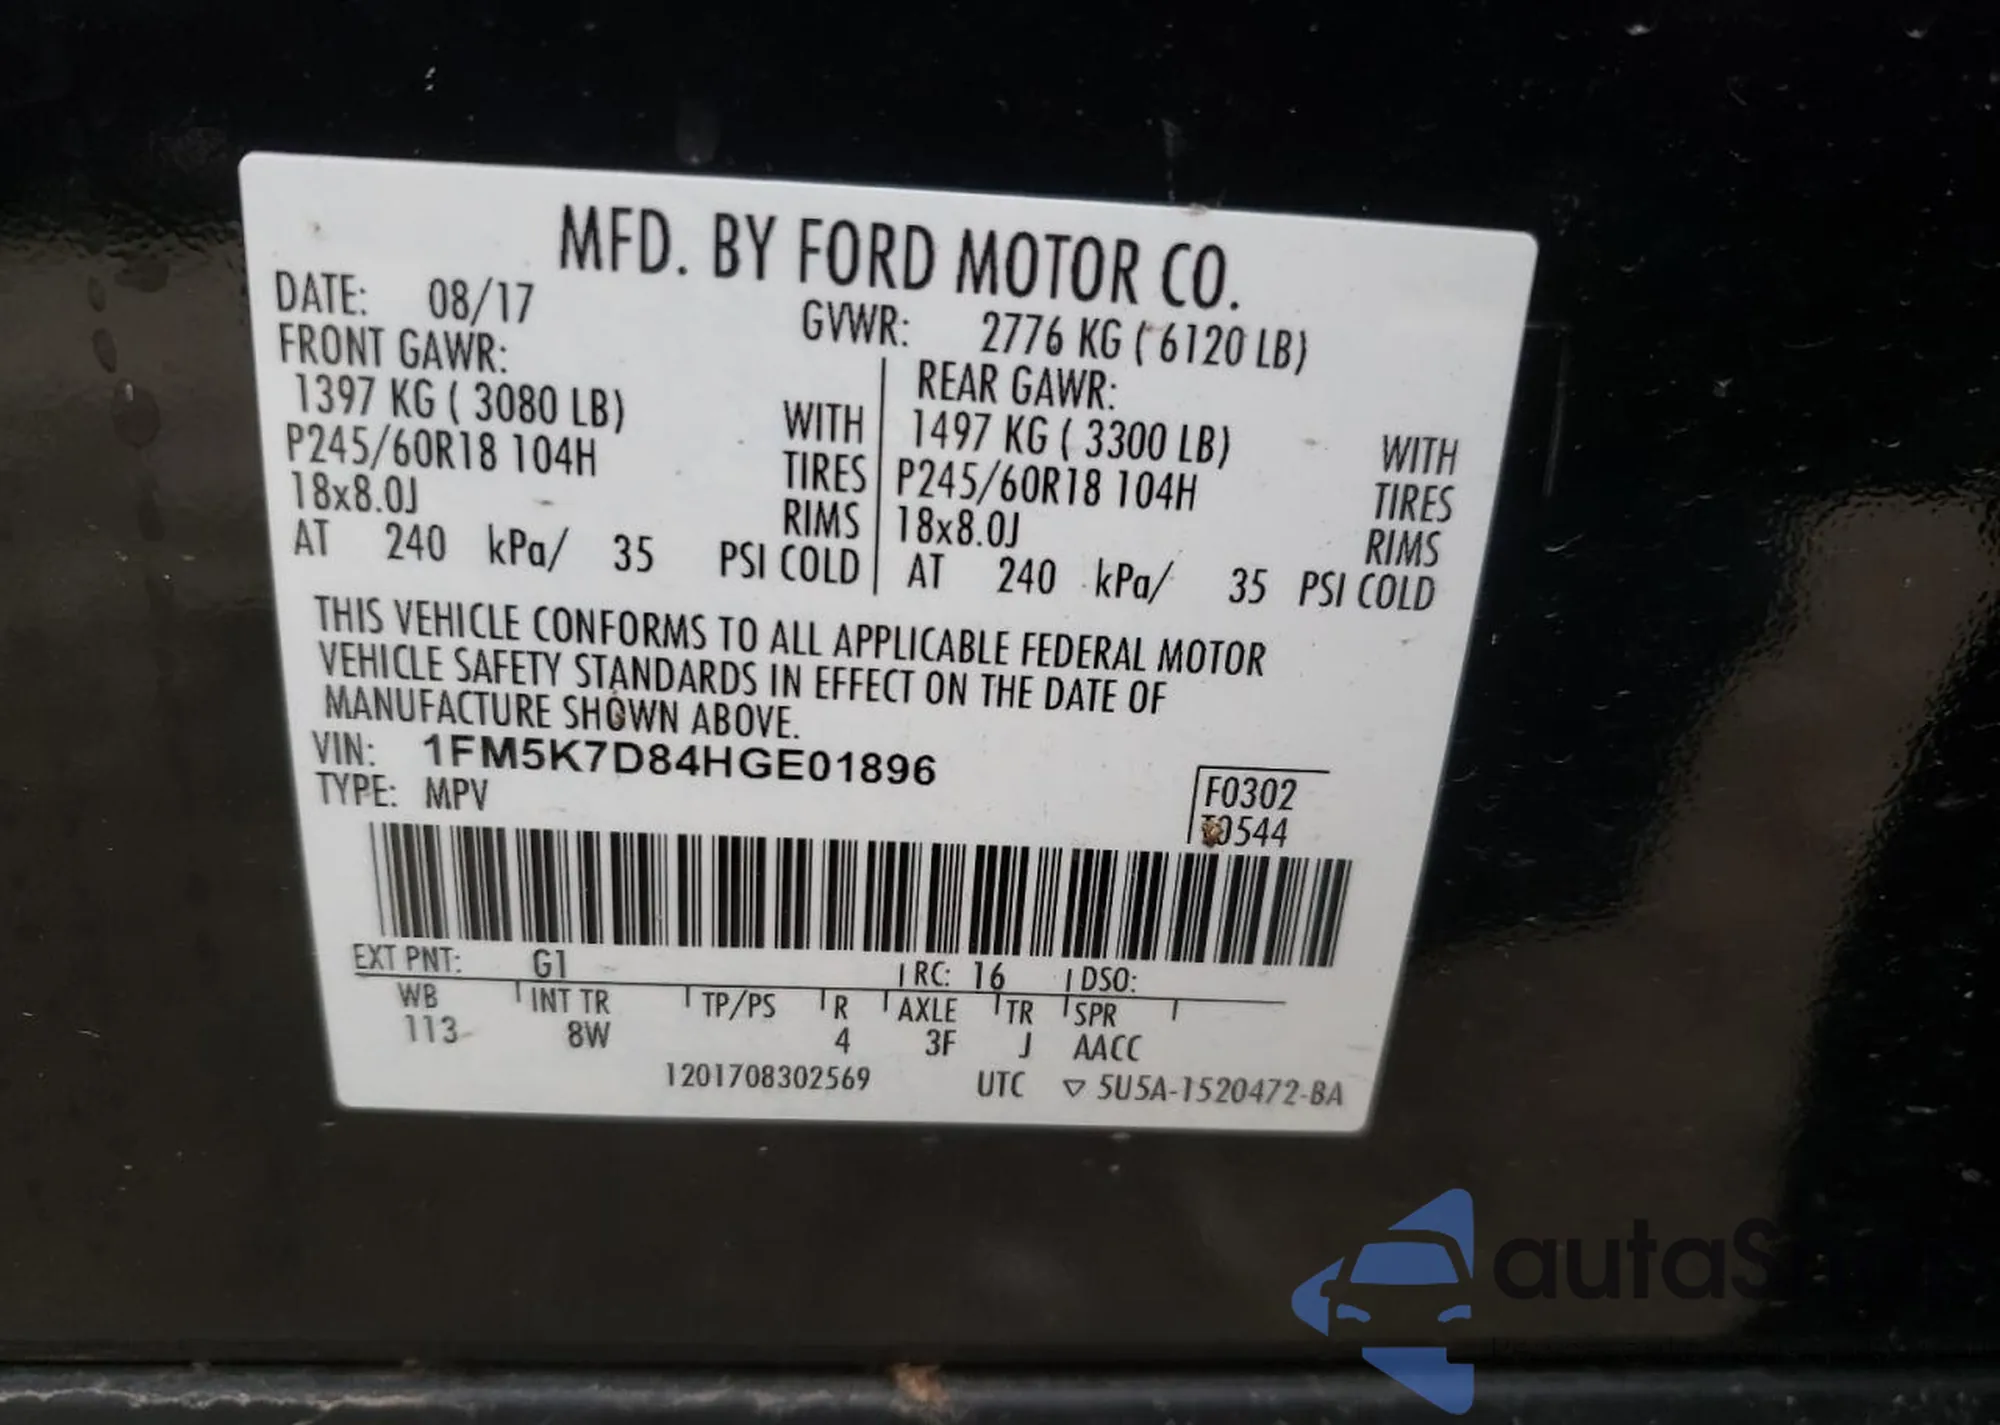 MFD. BY FORD MOTOR CO.
DATE: 08/17 GVWR: 2776 KG ( 6120 LB)
FRONT GAWR: REAR GAWR:
1397 KG ( 3080 LB) WITH 1497 KG ( 3300 LB) WITH
P245/60R18 104H TIRES P245/60R18 104H TIRES
18x8.0J RIMS 18x8.0J RIMS
AT 240 kPa/ 35 PSI COLD AT 240 kPa/ 35 PSI COLD
THIS VEHICLE CONFORMS TO ALL APPLICABLE FEDERAL MOTOR
VEHICLE SAFETY STANDARDS IN EFFECT ON THE DATE OF
MANUFACTURE SHOWN ABOVE.
VIN: 1FM5K7D84HGE01896
TYPE: MPV
F0302
T0544
EXT PNT: G1 RC: 16 DSO:
WB INT TR TP/PS R AXLE TR SPR
113 8W 4 3F J AACC
1201708302569 UTC ▽ 5U5A-1520472-BA